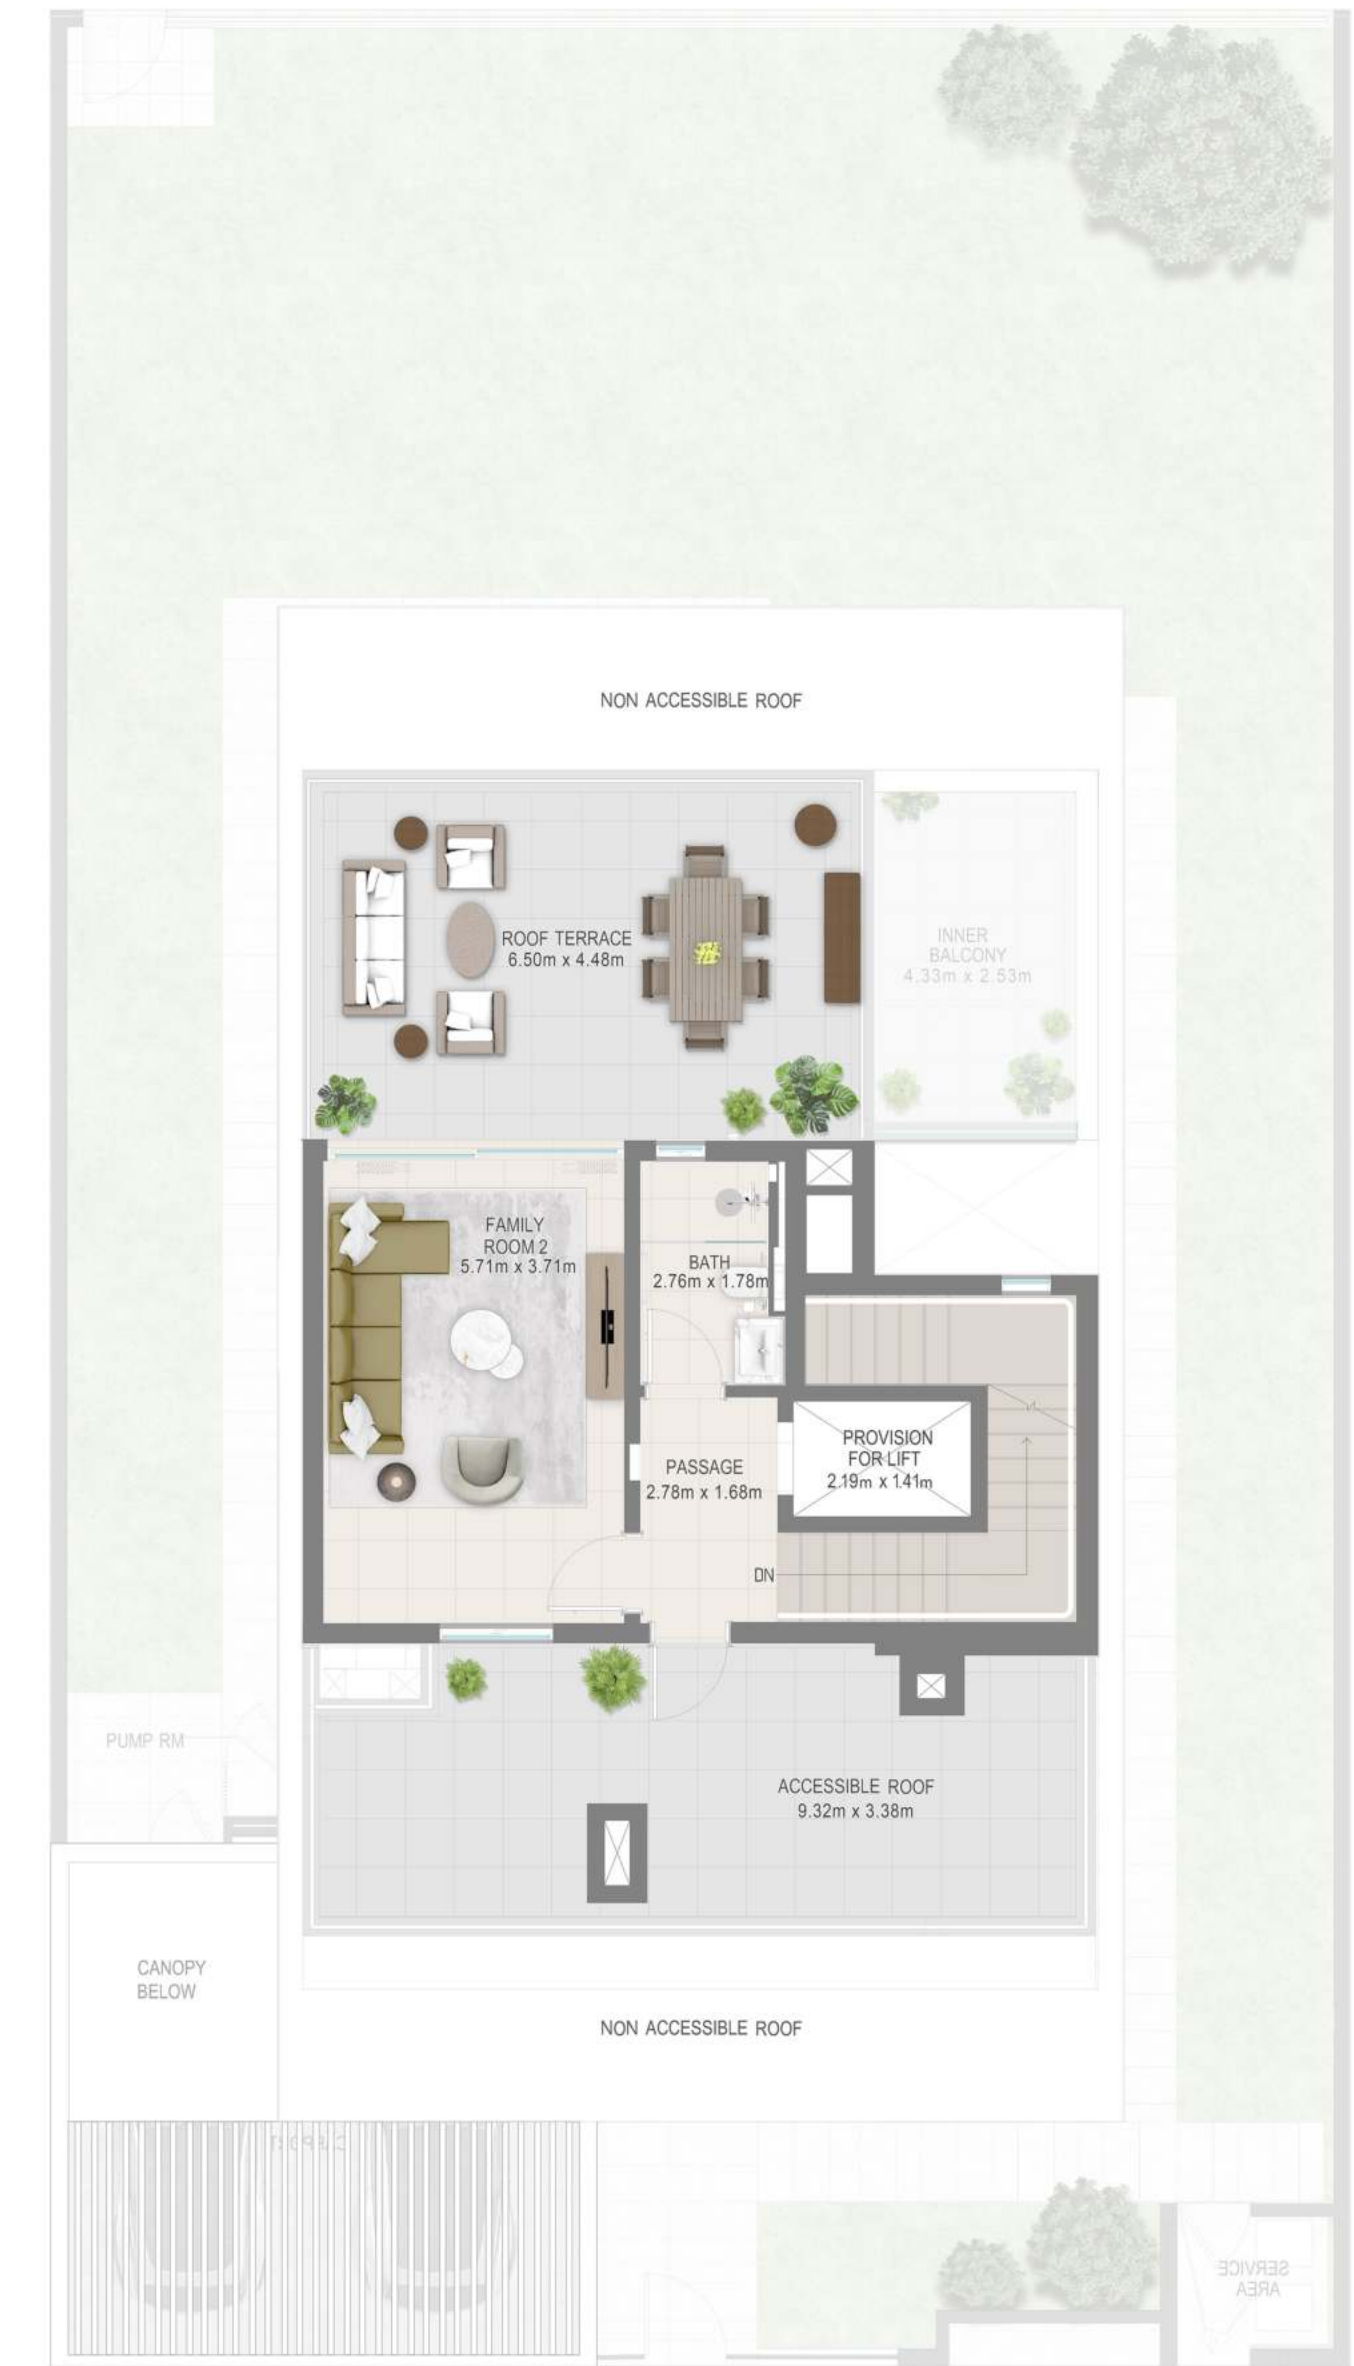 NON ACCESSIBLE ROOF
ROOF TERRACE
6.50m x 4.48m
INNER
BALCONY
4.33m x 2.53m
FAMILY
ROOM 2
5.71m x 3.71m
BATH
2.76m x 1.78m
PROVISION
FOR LIFT
2.19m x 1.41m
PASSAGE
2.78m x 1.68m
DN
PUMP RM
ACCESSIBLE ROOF
9.32m x 3.38m
CANOPY
BELOW
NON ACCESSIBLE ROOF
SERVICE
AREA